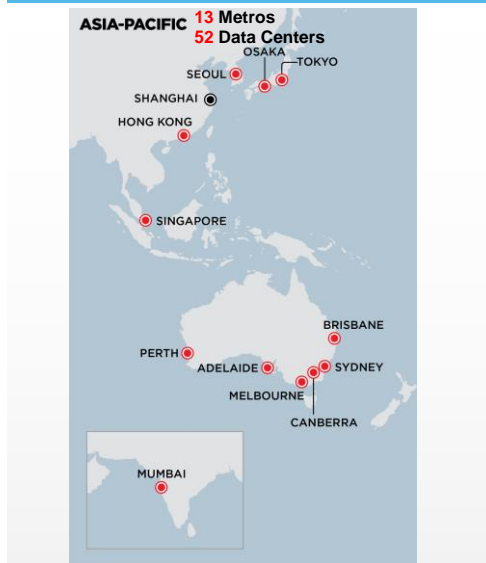 ASIA-PACIFIC 13 Metros
52 Data Centers
OSAKA
TOKYO
SEOUL
SHANGHAI
HONG KONG
SINGAPORE
BRISBANE
PERTH
ADELAIDE
SYDNEY
MELBOURNE
CANBERRA
MUMBAI